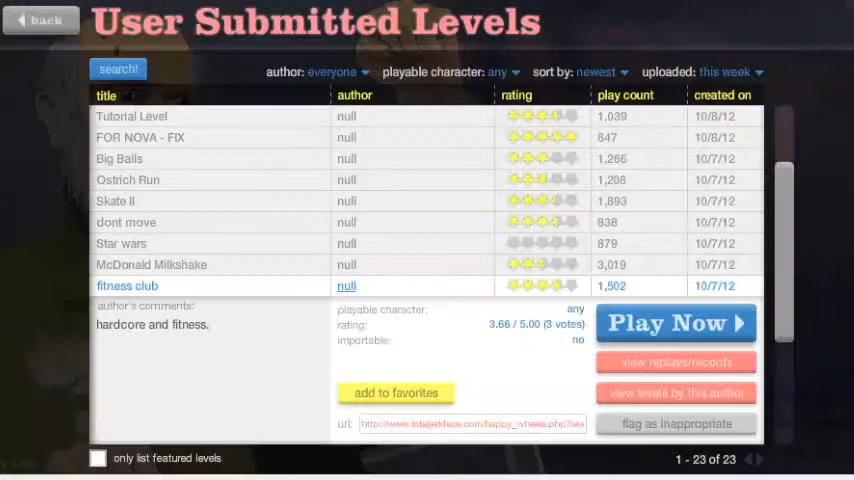 back
User Submitted Levels
search!
author: everyone playable character: any sort by: newest uploaded: this week
title author rating play count created on
Tutorial Level null 1,039 10/8/12
FOR NOVA - FIX null 847 10/8/12
Big Balls null 1,266 10/7/12
Ostrich Run null 1,208 10/7/12
Skate II null 1,893 10/7/12
dont move null 838 10/7/12
Star wars null 879 10/7/12
McDonald Milkshake null 3,019 10/7/12
fitness club null 1,502 10/7/12
author's comments:
hardcore and fitness.
playable character: any
rating: 3.66 / 5.00 (3 votes)
importable: no
Play Now
view replays/records
add to favorites
view levels by this author
url: http://www.totaljerkface.com/happy_wheels.php?lev
flag as inappropriate
only list featured levels
1 - 23 of 23